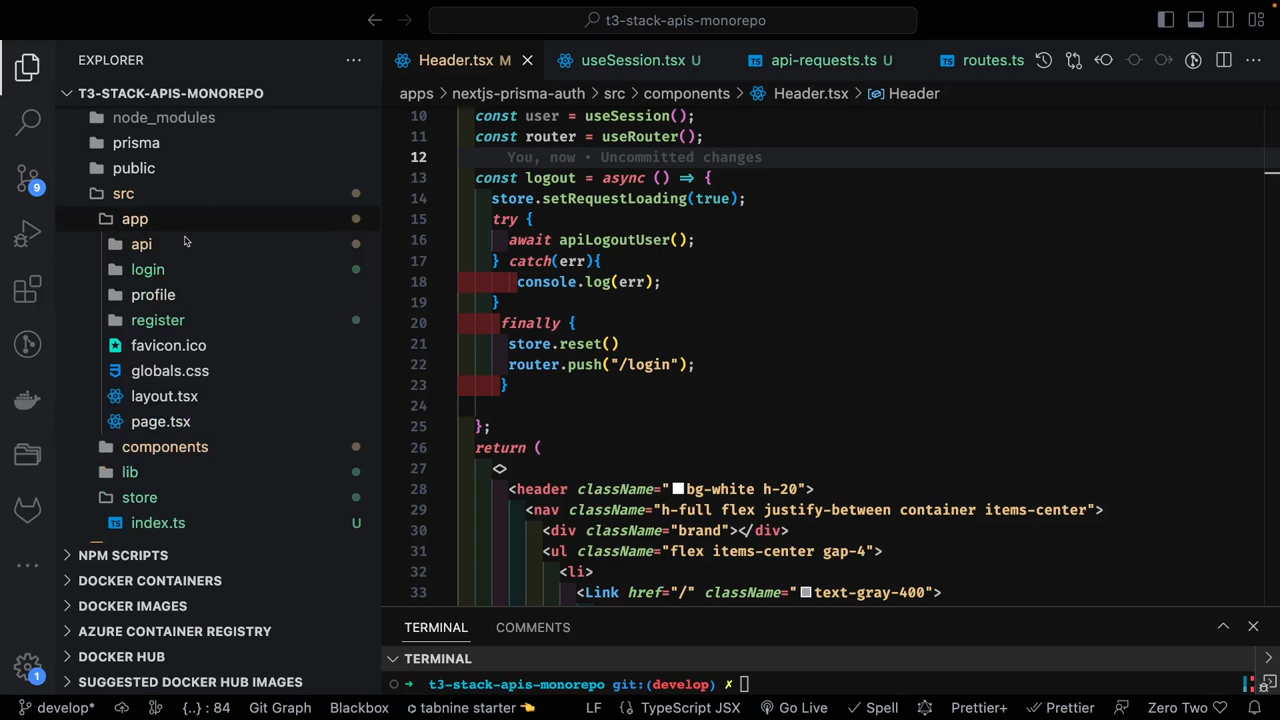 t3-stack-apis-monorepo
EXPLORER
Header.tsx M
useSession.tsx U
api-requests.ts U
routes.ts
T3-STACK-APIS-MONOREPO
apps > nextjs-prisma-auth > src > components > Header.tsx > Header
node_modules
prisma
public
src
app
api
login
profile
register
favicon.ico
globals.css
layout.tsx
page.tsx
components
lib
store
index.ts U
NPM SCRIPTS
DOCKER CONTAINERS
DOCKER IMAGES
AZURE CONTAINER REGISTRY
DOCKER HUB
SUGGESTED DOCKER HUB IMAGES
9
1
10 const user = useSession();
11 const router = useRouter();
12 You, now • Uncommitted changes
13 const logout = async () => {
14 store.setRequestLoading(true);
15 try {
16 await apiLogoutUser();
17 } catch(err){
18 console.log(err);
19 }
20 finally {
21 store.reset()
22 router.push("/login");
23 }
24
25 };
26 return (
27 <>
28 <header className="bg-white h-20">
29 <nav className="h-full flex justify-between container items-center">
30 <div className="brand"></div>
31 <ul className="flex items-center gap-4">
32 <li>
33 <Link href="/" className="text-gray-400">
TERMINAL COMMENTS
TERMINAL
➜ t3-stack-apis-monorepo git:(develop) ✗
develop* {..} : 84 Git Graph Blackbox tabnine starter 👈 LF TypeScript JSX Go Live Spell Prettier+ Prettier Zero Two ♥